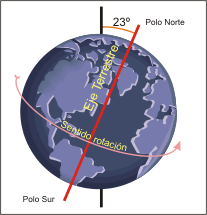 23º
Polo Norte
Eje Terrestre
Sentido rotación
Polo Sur